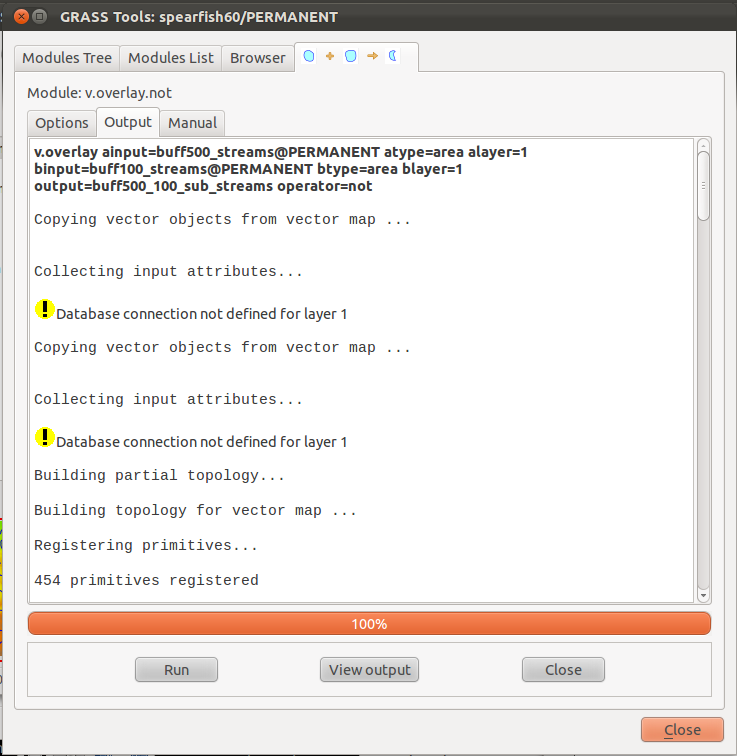 GRASS Tools: spearfish60/PERMANENT
Modules Tree Modules List Browser
Module: v.overlay.not
Options Output Manual
v.overlay ainput=buff500_streams@PERMANENT atype=area alayer=1
binput=buff100_streams@PERMANENT btype=area blayer=1
output=buff500_100_sub_streams operator=not
Copying vector objects from vector map ...
Collecting input attributes...
Database connection not defined for layer 1
Copying vector objects from vector map ...
Collecting input attributes...
Database connection not defined for layer 1
Building partial topology...
Building topology for vector map ...
Registering primitives...
454 primitives registered
100%
Run View output Close
Close